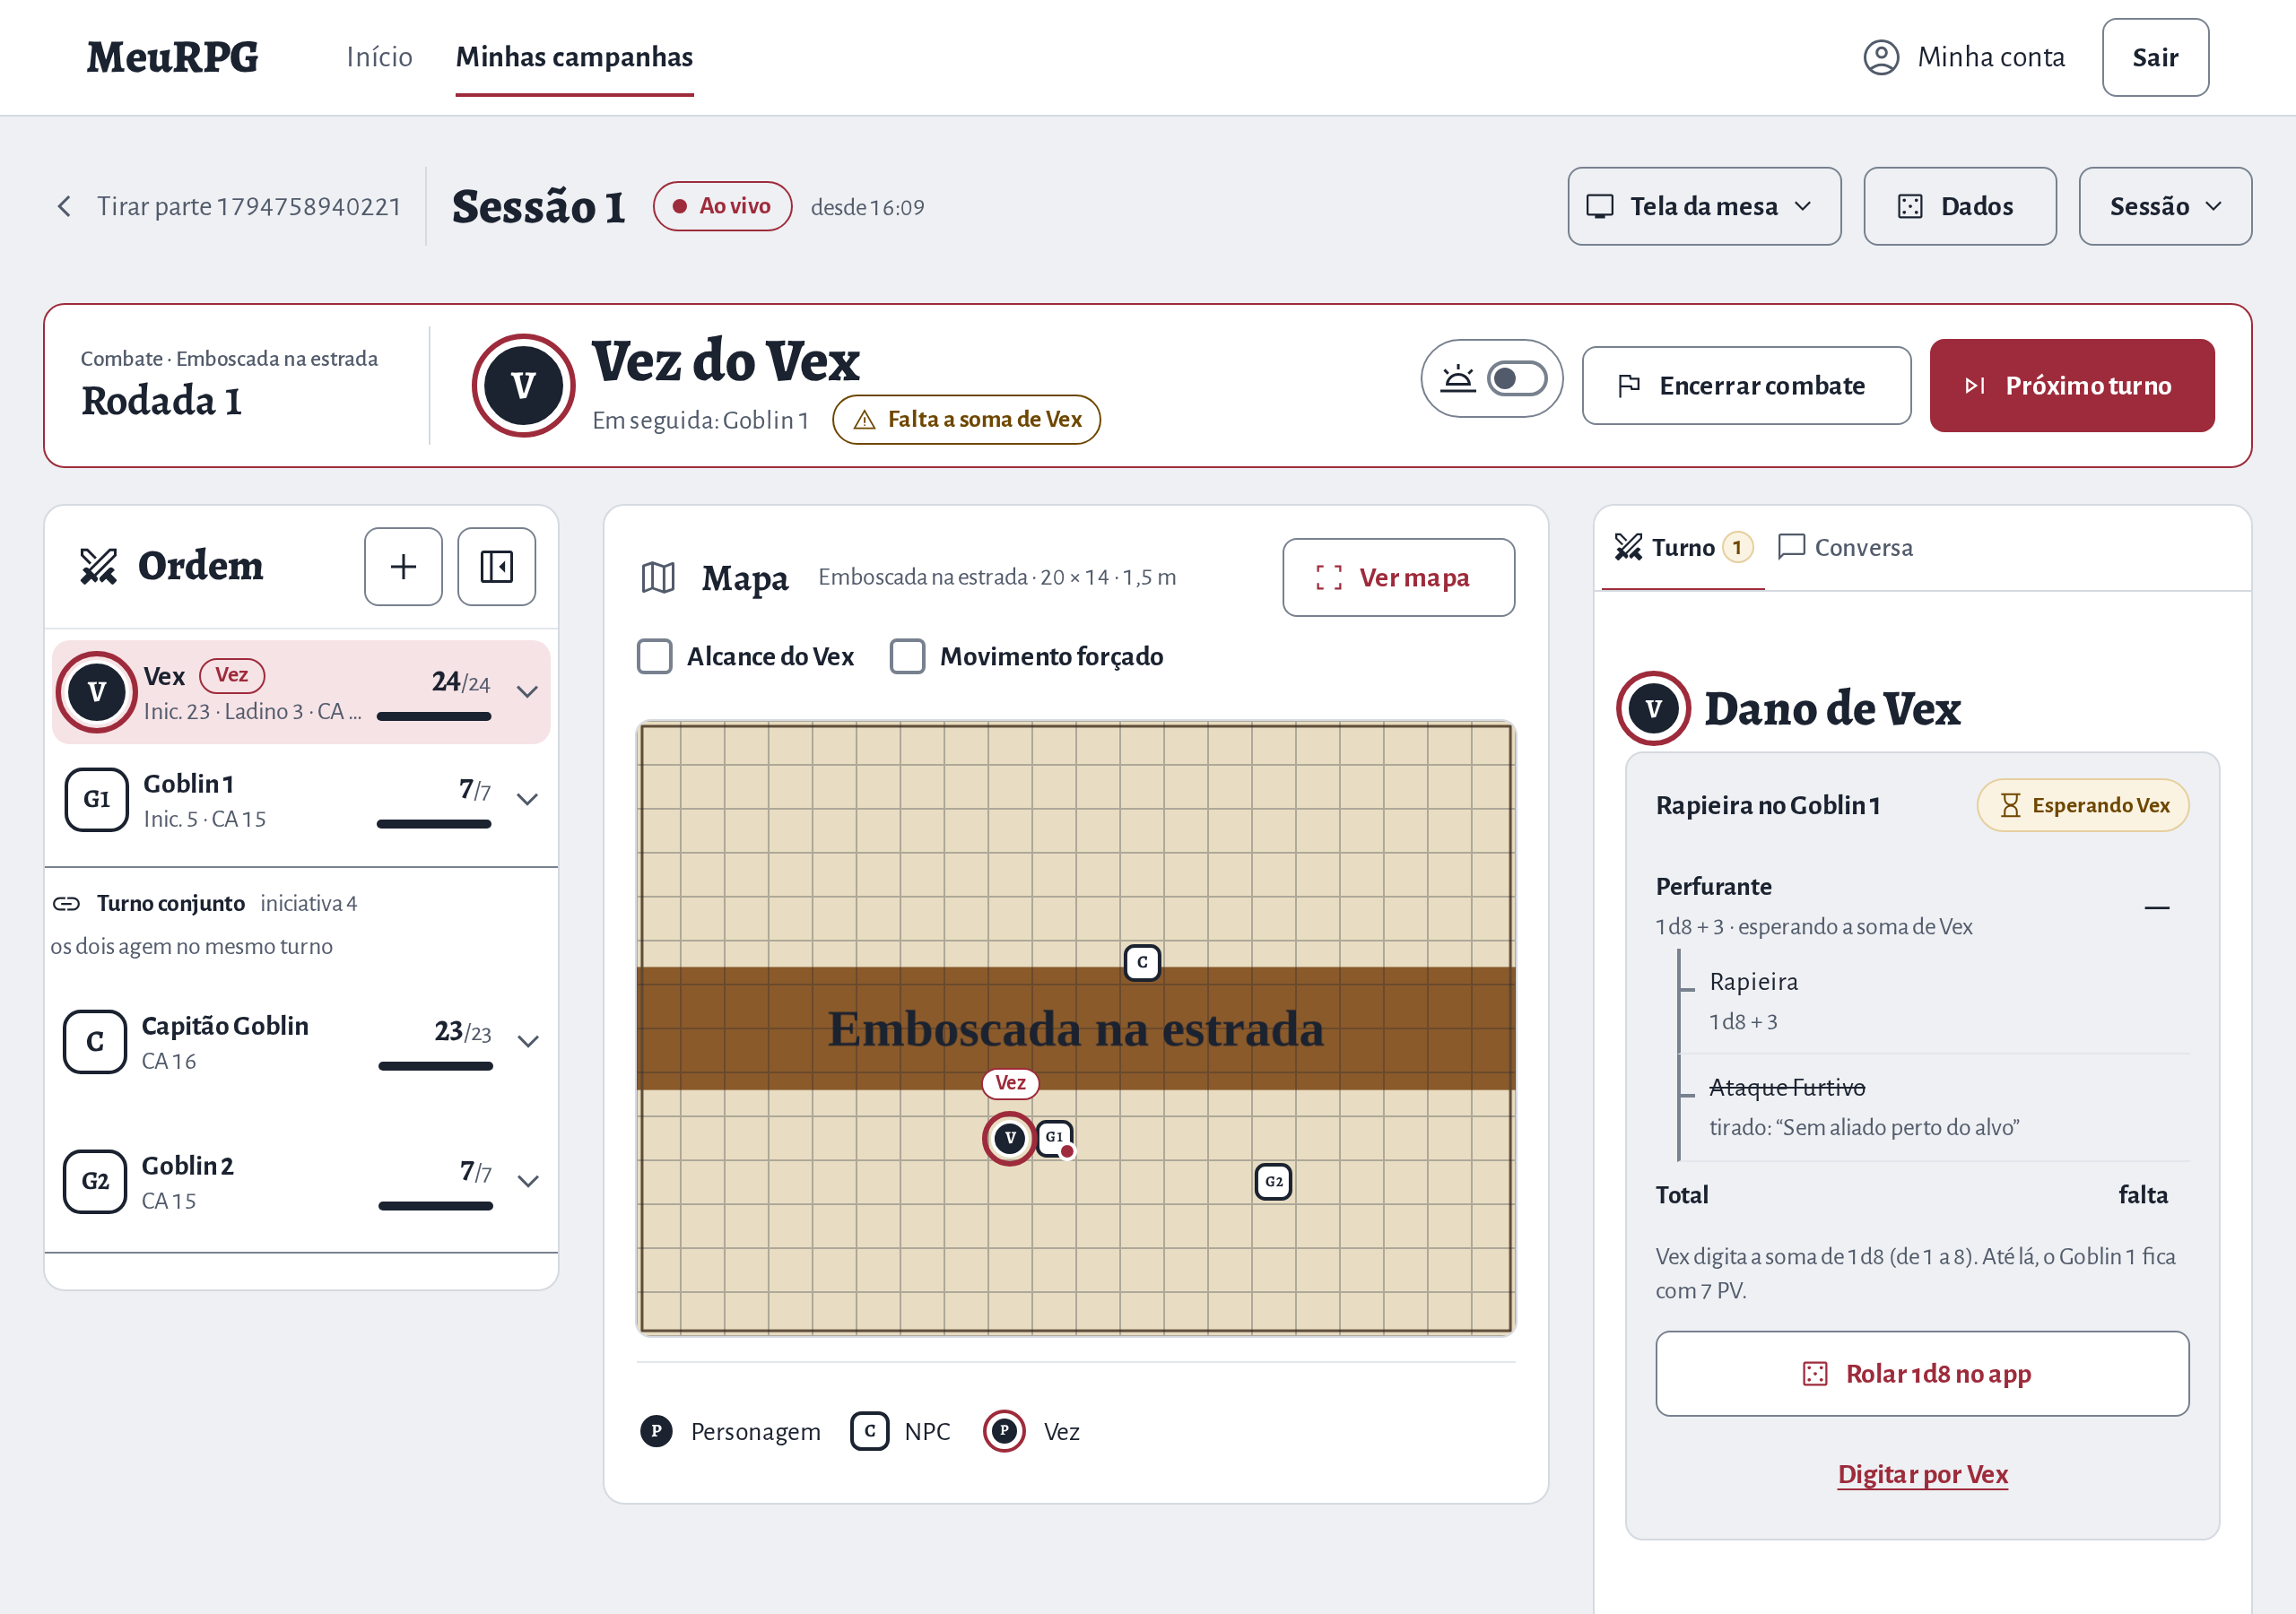 MeuRPG
Início
Minhas campanhas
Minha conta
Sair
Tirar parte 1794758940221
Sessão 1
Ao vivo
desde 16:09
Tela da mesa
Dados
Sessão
Combate · Emboscada na estrada
Rodada 1
V
Vez do Vex
Em seguida: Goblin 1
Falta a soma de Vex
Encerrar combate
Próximo turno
Ordem
V
Vex
Vez
24/24
Inic. 23 · Ladino 3 · CA ...
G1
Goblin 1
7/7
Inic. 5 · CA 15
Turno conjunto
iniciativa 4
os dois agem no mesmo turno
C
Capitão Goblin
23/23
CA 16
G2
Goblin 2
7/7
CA 15
Mapa
Emboscada na estrada · 20 × 14 · 1,5 m
Ver mapa
Alcance do Vex
Movimento forçado
C
Emboscada na estrada
Vez
V
G1
G2
P
Personagem
C
NPC
P
Vez
Turno
1
Conversa
V
Dano de Vex
Rapieira no Goblin 1
Esperando Vex
Perfurante
—
1d8 + 3 · esperando a soma de Vex
Rapieira
1d8 + 3
Ataque Furtivo
tirado: “Sem aliado perto do alvo”
Total
falta
Vex digita a soma de 1d8 (de 1 a 8). Até lá, o Goblin 1 fica
com 7 PV.
Rolar 1d8 no app
Digitar por Vex